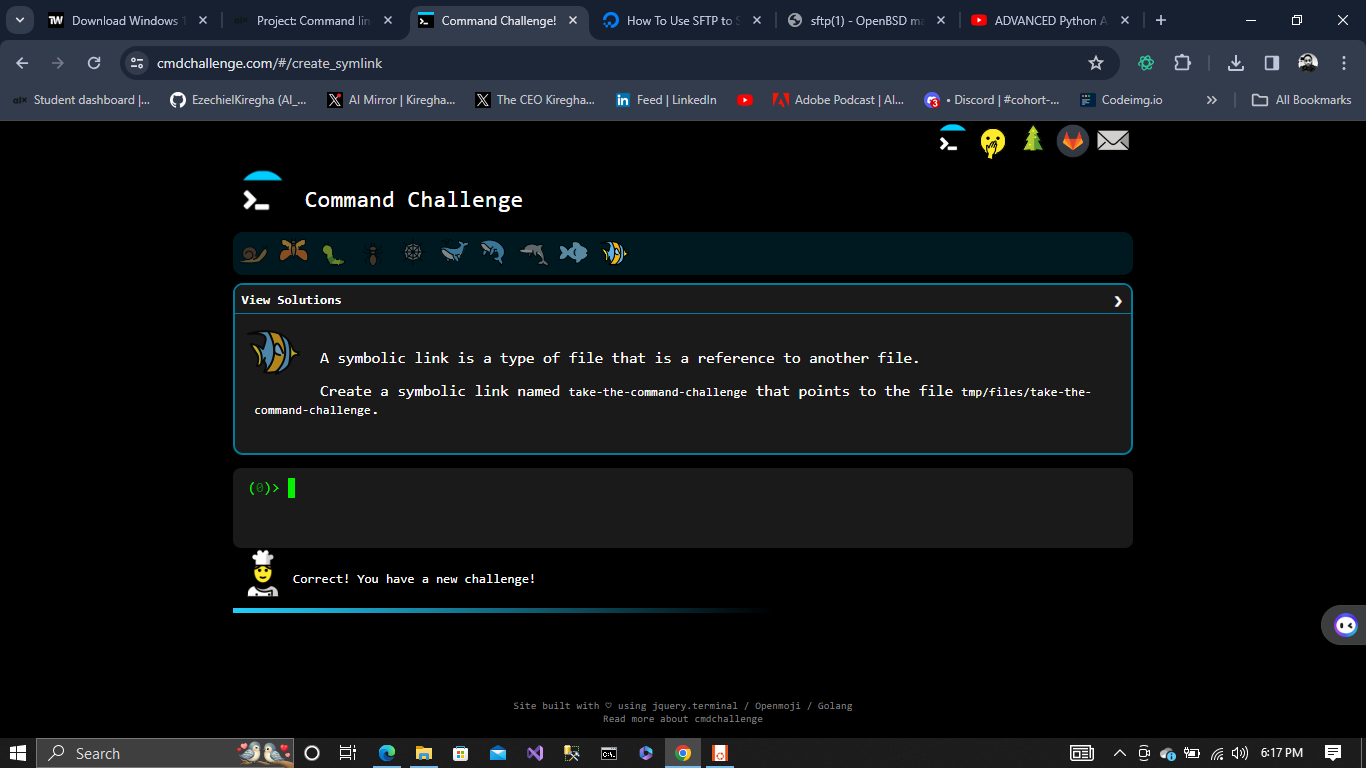 Download Windows 1
Project: Command lin
Command Challenge!
How To Use SFTP to S
sftp(1) - OpenBSD ma
ADVANCED Python A
cmdchallenge.com/#/create_symlink
Student dashboard |...
EzechielKiregha (AI_...
AI Mirror | Kiregha...
The CEO Kiregha...
Feed | LinkedIn
Adobe Podcast | AI...
• Discord | #cohort-...
Codeimg.io
All Bookmarks
Command Challenge
View Solutions
A symbolic link is a type of file that is a reference to another file.
Create a symbolic link named take-the-command-challenge that points to the file tmp/files/take-the-
command-challenge.
(0)>
Correct! You have a new challenge!
Site built with ♡ using jquery.terminal / Openmoji / Golang
Read more about cmdchallenge
Search
6:17 PM